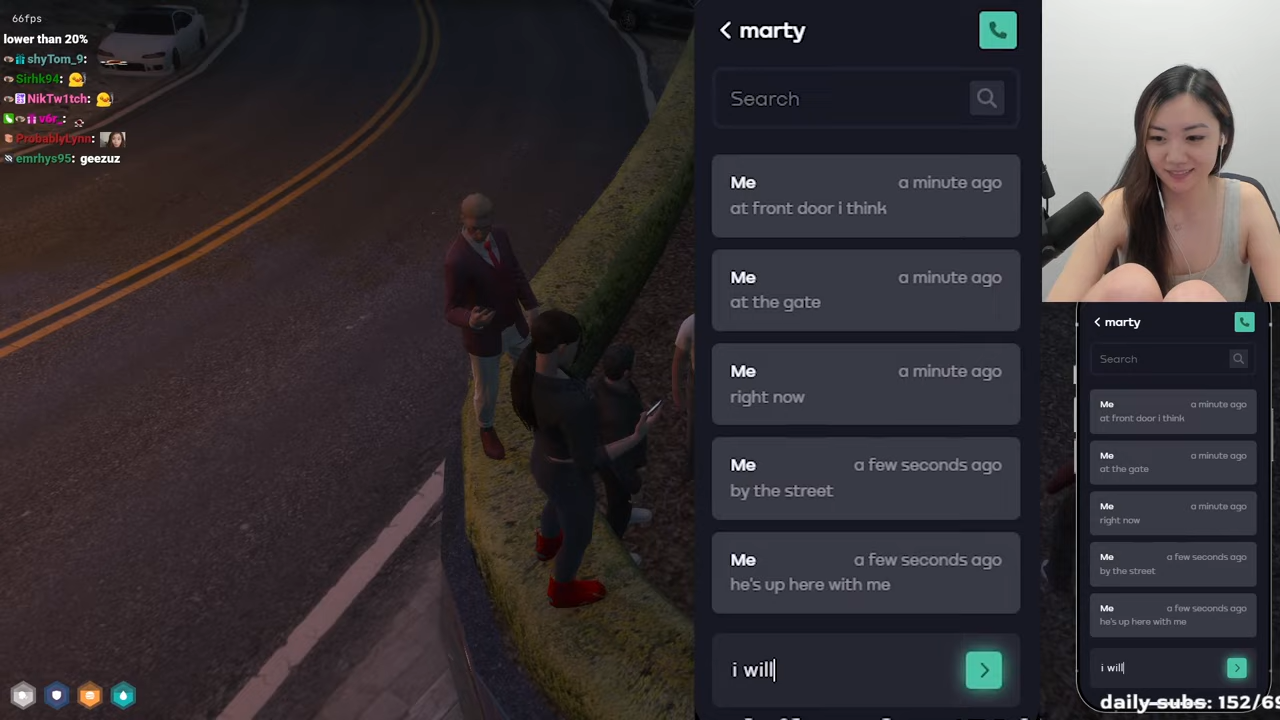 66fps
lower than 20%
shyTom_9:
Sirhk94:
NikTw1tch:
v6r_:
ProbablyLynn:
emrhys95: geezuz
marty
Search
Me a minute ago
at front door i think
Me a minute ago
at the gate
Me a minute ago
right now
Me a few seconds ago
by the street
Me a few seconds ago
he's up here with me
i will
marty
Search
Me a minute ago
at front door i think
Me a minute ago
at the gate
Me a minute ago
right now
Me a few seconds ago
by the street
Me a few seconds ago
he's up here with me
i will
daily subs: 152/69